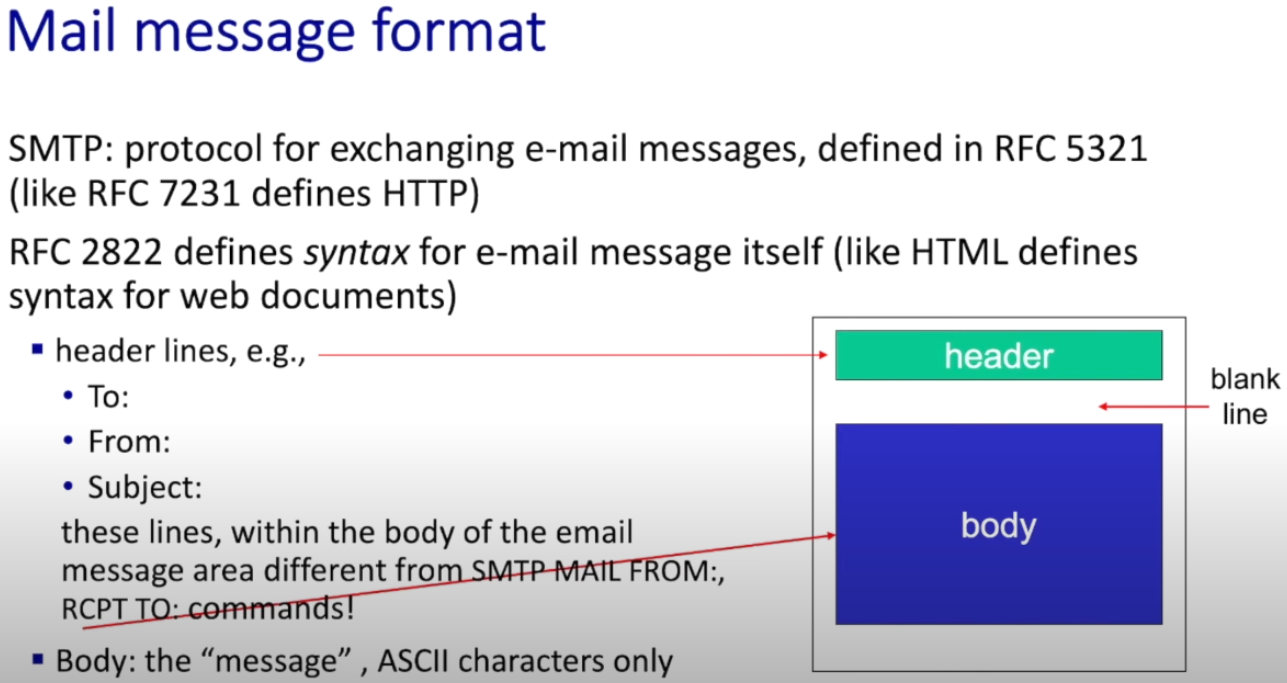 Mail message format
SMTP: protocol for exchanging e-mail messages, defined in RFC 5321
(like RFC 7231 defines HTTP)
RFC 2822 defines syntax for e-mail message itself (like HTML defines
syntax for web documents)
▪ header lines, e.g.,
• To:
• From:
• Subject:
these lines, within the body of the email
message area different from SMTP MAIL FROM:,
RCPT TO: commands!
▪ Body: the “message” , ASCII characters only
header
blank
line
body